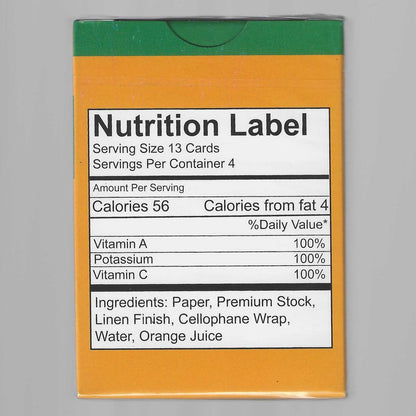 Nutrition Label
Serving Size 13 Cards
Servings Per Container 4
Amount Per Serving
Calories 56 Calories from fat 4
%Daily Value*
Vitamin A 100%
Potassium 100%
Vitamin C 100%
Ingredients: Paper, Premium Stock,
Linen Finish, Cellophane Wrap,
Water, Orange Juice